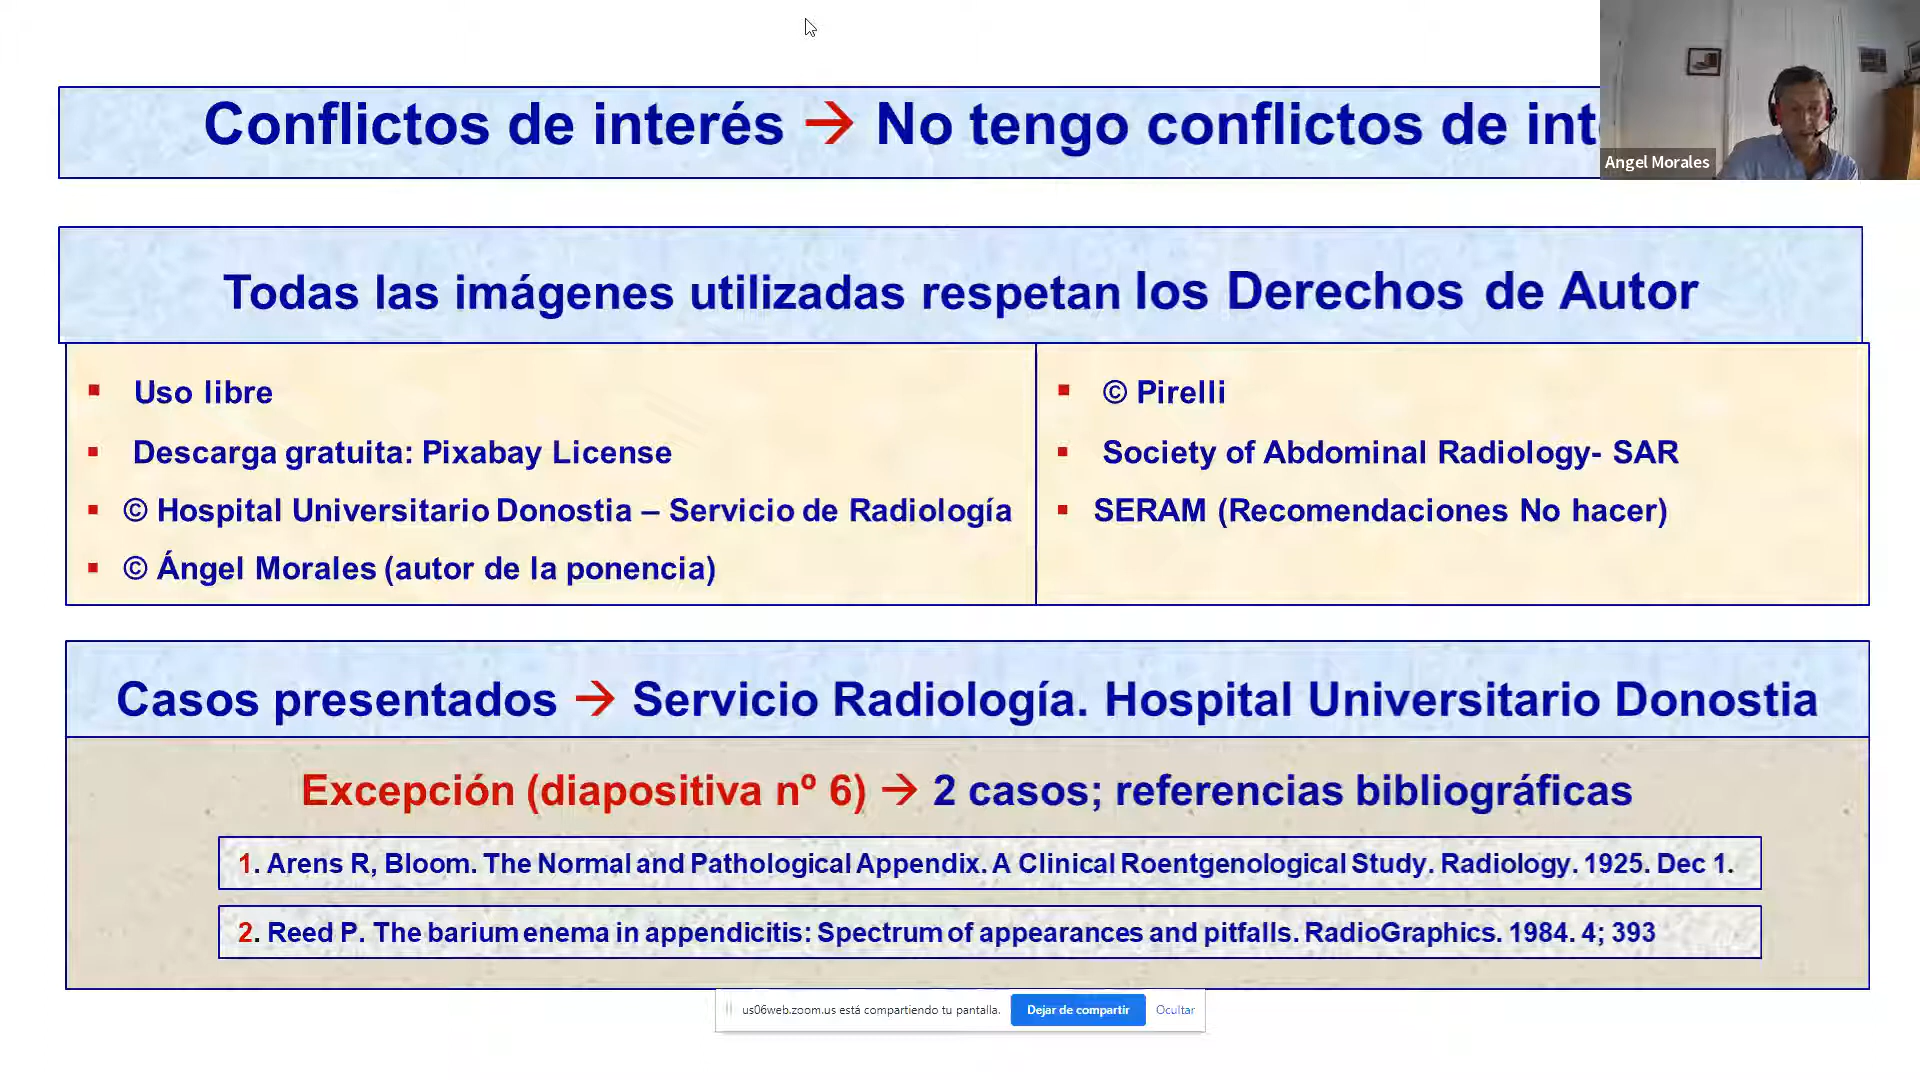 Conflictos de interés → No tengo conflictos de int
Angel Morales
Todas las imágenes utilizadas respetan los Derechos de Autor
▪ Uso libre
▪ Descarga gratuita: Pixabay License
▪ © Hospital Universitario Donostia – Servicio de Radiología
▪ © Ángel Morales (autor de la ponencia)
▪ © Pirelli
▪ Society of Abdominal Radiology- SAR
▪ SERAM (Recomendaciones No hacer)
Casos presentados → Servicio Radiología. Hospital Universitario Donostia
Excepción (diapositiva nº 6) → 2 casos; referencias bibliográficas
1. Arens R, Bloom. The Normal and Pathological Appendix. A Clinical Roentgenological Study. Radiology. 1925. Dec 1.
2. Reed P. The barium enema in appendicitis: Spectrum of appearances and pitfalls. RadioGraphics. 1984. 4; 393
us06web.zoom.us está compartiendo tu pantalla. Dejar de compartir Ocultar